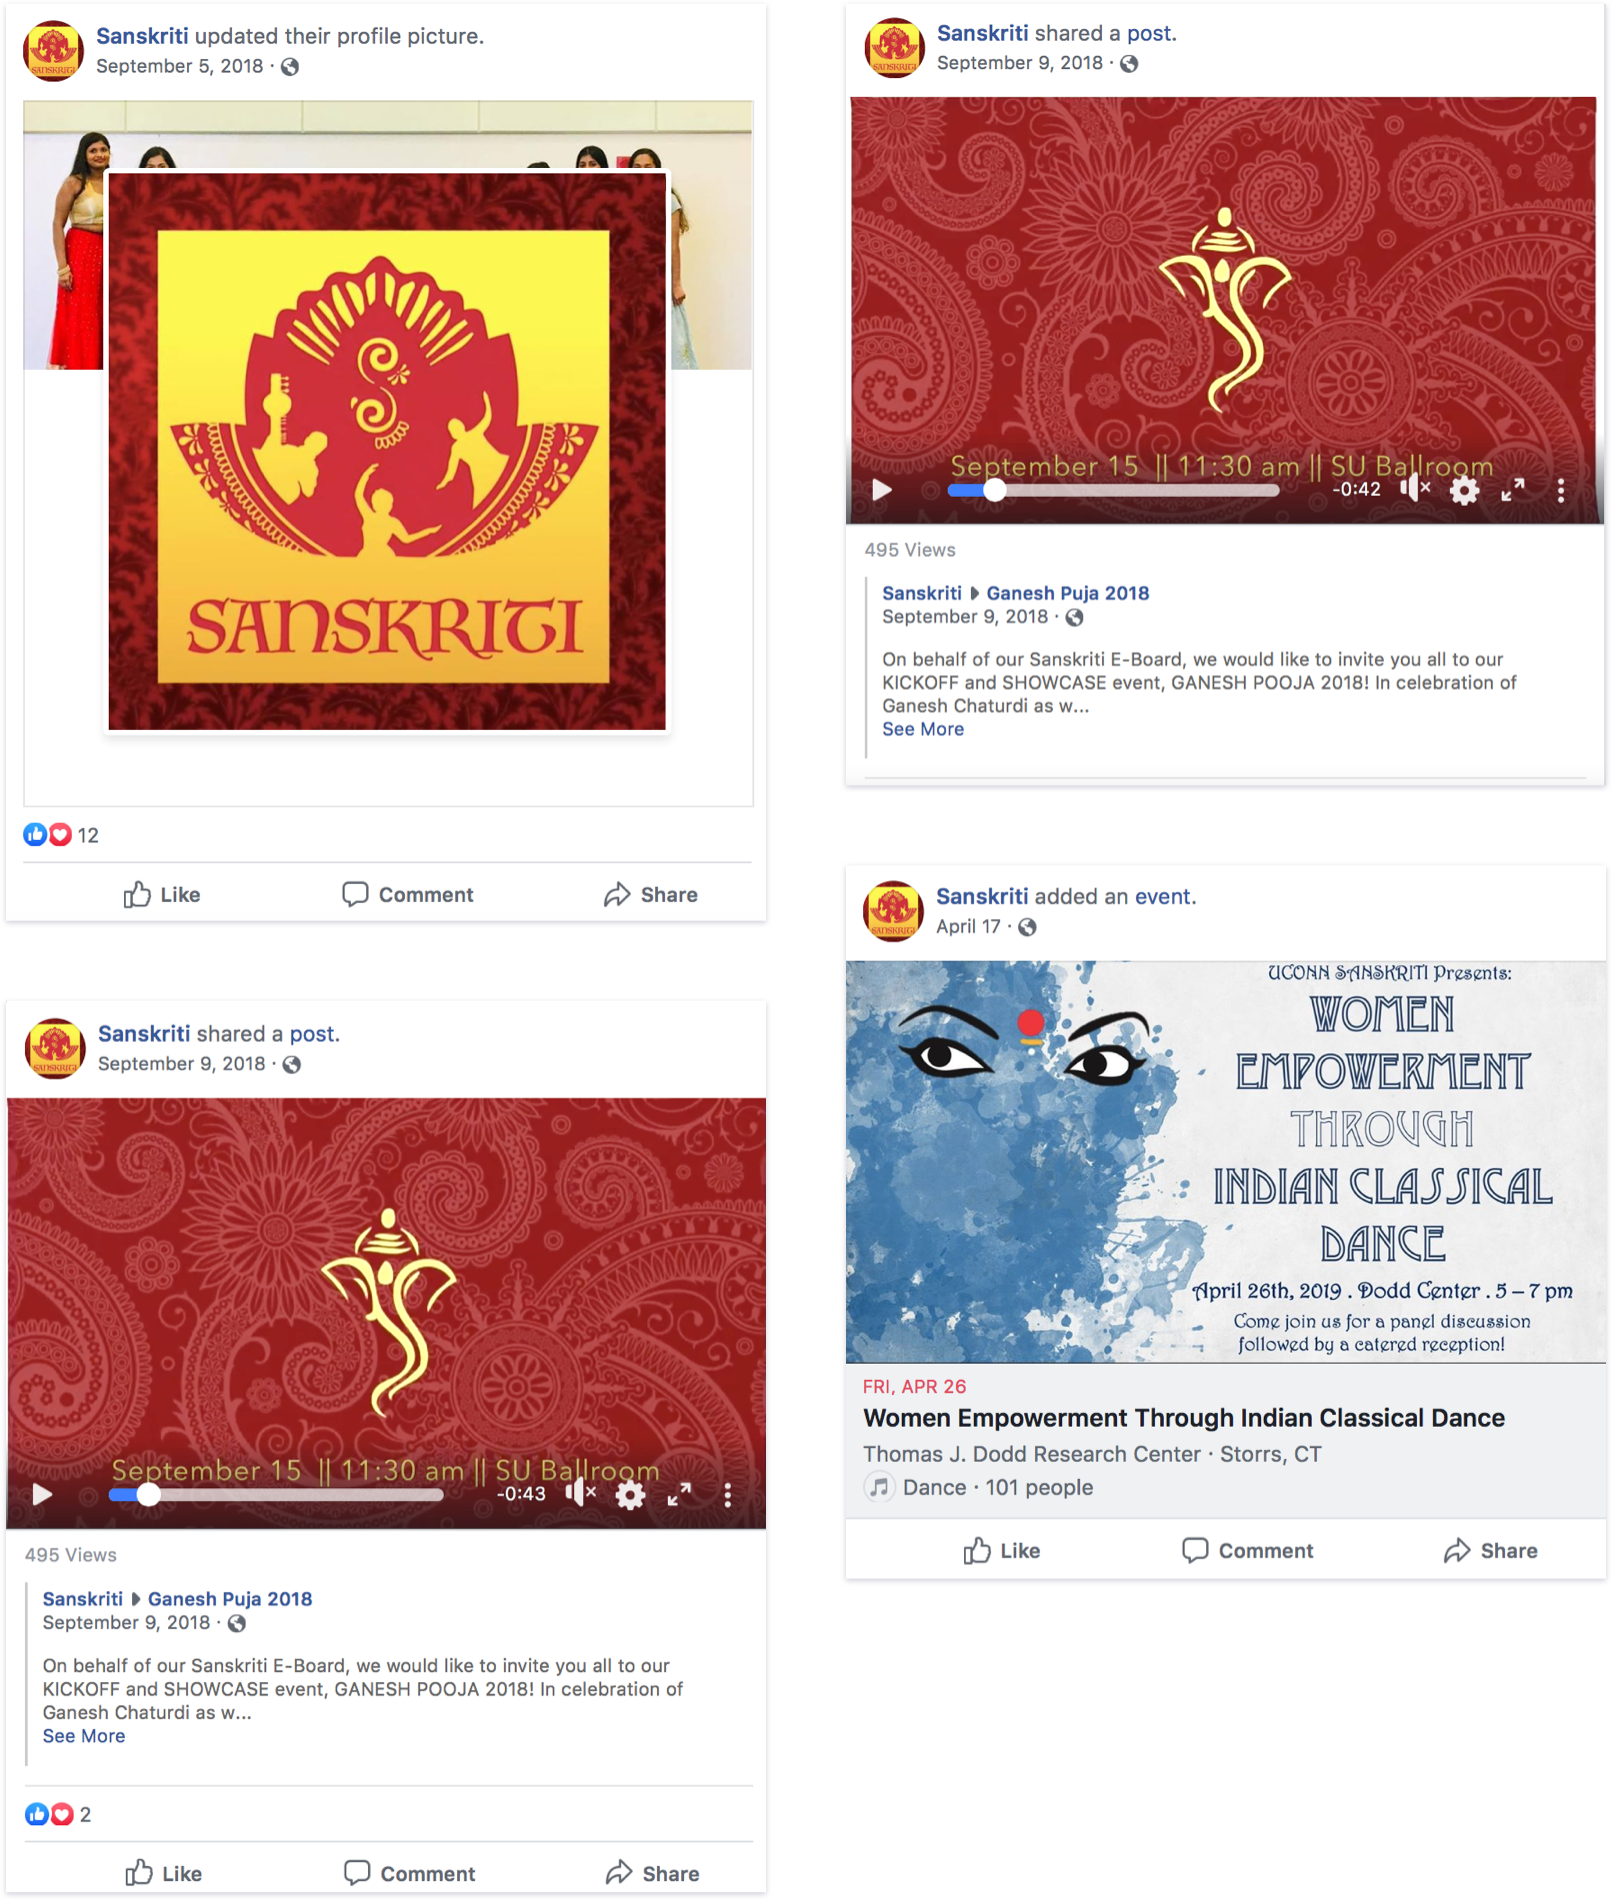 Sanskriti updated their profile picture.
September 5, 2018 ·
SANSKRITI
SANSKRITI
12
Like Comment Share
Sanskriti shared a post.
September 9, 2018 ·
SANSKRITI
September 15 || 11:30 am || SU Ballroom
-0:43
495 Views
Sanskriti Ganesh Puja 2018
September 9, 2018 ·
On behalf of our Sanskriti E-Board, we would like to invite you all to our
KICKOFF and SHOWCASE event, GANESH POOJA 2018! In celebration of
Ganesh Chaturdi as w...
See More
2
Like Comment Share
Sanskriti shared a post.
September 9, 2018 ·
SANSKRITI
September 15 || 11:30 am || SU Ballroom
-0:42
495 Views
Sanskriti Ganesh Puja 2018
September 9, 2018 ·
On behalf of our Sanskriti E-Board, we would like to invite you all to our
KICKOFF and SHOWCASE event, GANESH POOJA 2018! In celebration of
Ganesh Chaturdi as w...
See More
Sanskriti added an event.
April 17 ·
SANSKRITI
UCONN SANSKRITI Presents:
WOMEN
EMPOWERMENT
THROUGH
INDIAN CLASSICAL
DANCE
April 26th, 2019 . Dodd Center . 5 – 7 pm
Come join us for a panel discussion
followed by a catered reception!
FRI, APR 26
Women Empowerment Through Indian Classical Dance
Thomas J. Dodd Research Center · Storrs, CT
Dance · 101 people
Like Comment Share